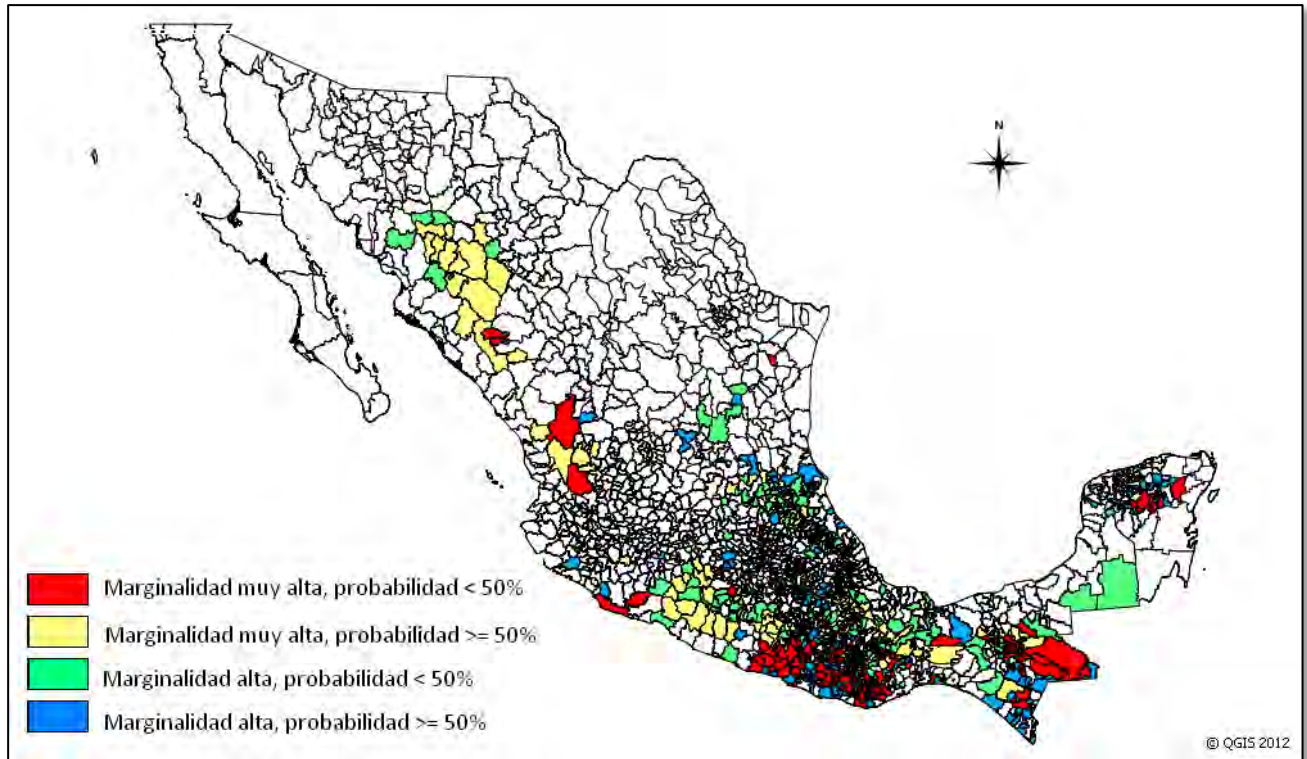 N
Marginalidad muy alta, probabilidad < 50%
Marginalidad muy alta, probabilidad >= 50%
Marginalidad alta, probabilidad < 50%
Marginalidad alta, probabilidad >= 50%
© QGIS 2012